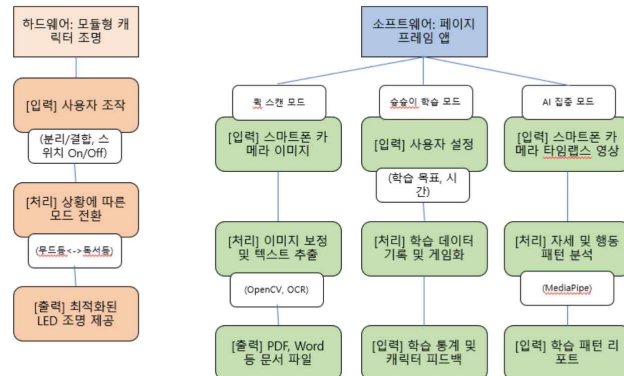 하드웨어: 모듈형 캐
릭터 조명
[입력] 사용자 조작
(분리/결합, 스
위치 On/Off)
[처리] 상황에 따른
모드 전환
(무드등<->독서등)
[출력] 최적화된
LED 조명 제공
소프트웨어: 페이지
프레임 앱
퀵 스캔 모드
[입력] 스마트폰 카
메라 이미지
[처리] 이미지 보정
및 텍스트 추출
(OpenCV, OCR)
[출력] PDF, Word
등 문서 파일
슬슬이 학습 모드
[입력] 사용자 설정
(학습 목표, 시
간)
[처리] 학습 데이터
기록 및 게임화
[입력] 학습 통계 및
캐릭터 피드백
AI 집중 모드
[입력] 스마트폰 카
메라 타임랩스 영상
[처리] 자세 및 행동
패턴 분석
(MediaPipe)
[입력] 학습 패턴 리
포트